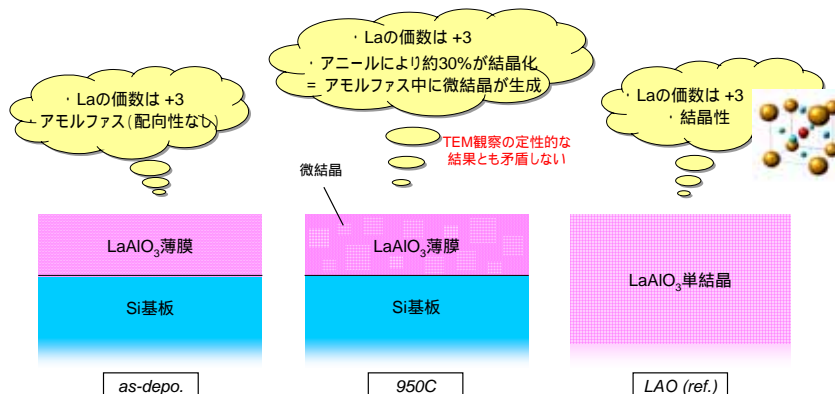 ・Laの価数は +3
・アモルファス(配向性なし)
・Laの価数は +3
・アニールにより約30%が結晶化
= アモルファス中に微結晶が生成
・Laの価数は +3
・結晶性
TEM観察の定性的な
結果とも矛盾しない
微結晶
LaAlO3薄膜
Si基板
LaAlO3薄膜
Si基板
LaAlO3単結晶
as-depo.
950C
LAO (ref.)